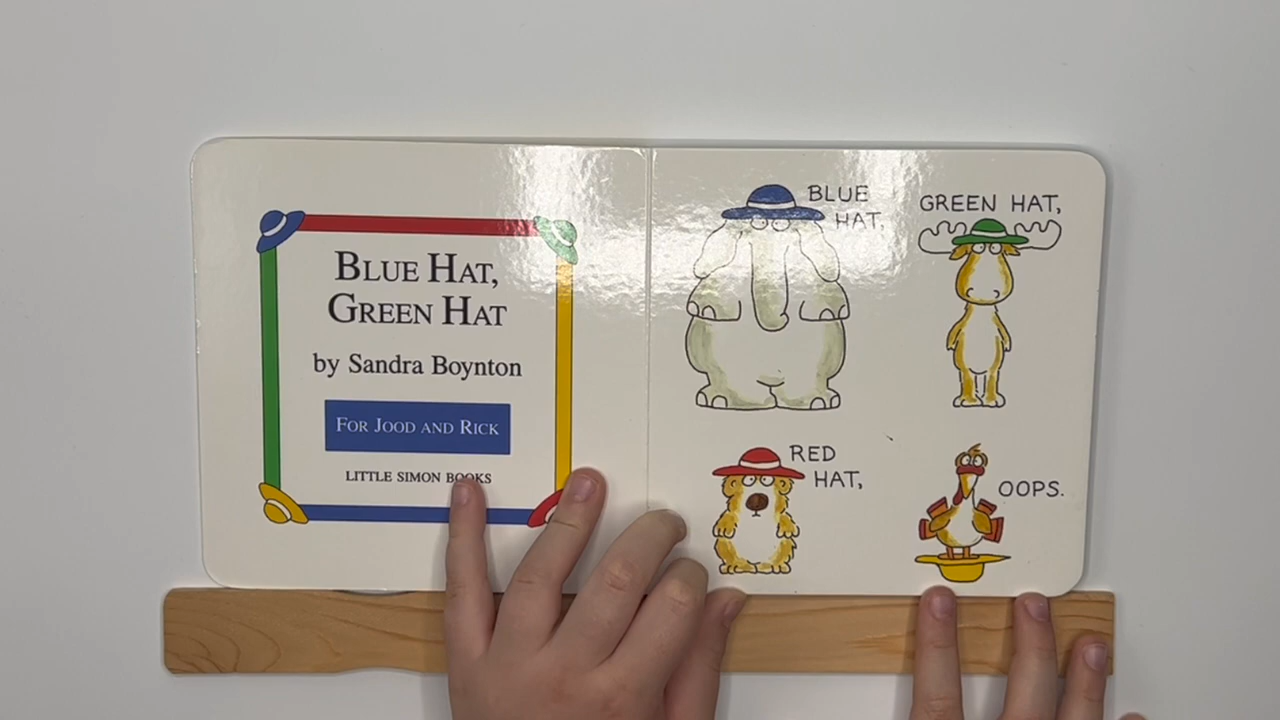 BLUE HAT,
GREEN HAT
by Sandra Boynton
FOR JOOD AND RICK
LITTLE SIMON BOOKS
BLUE
HAT,
GREEN HAT,
RED
HAT,
OOPS.